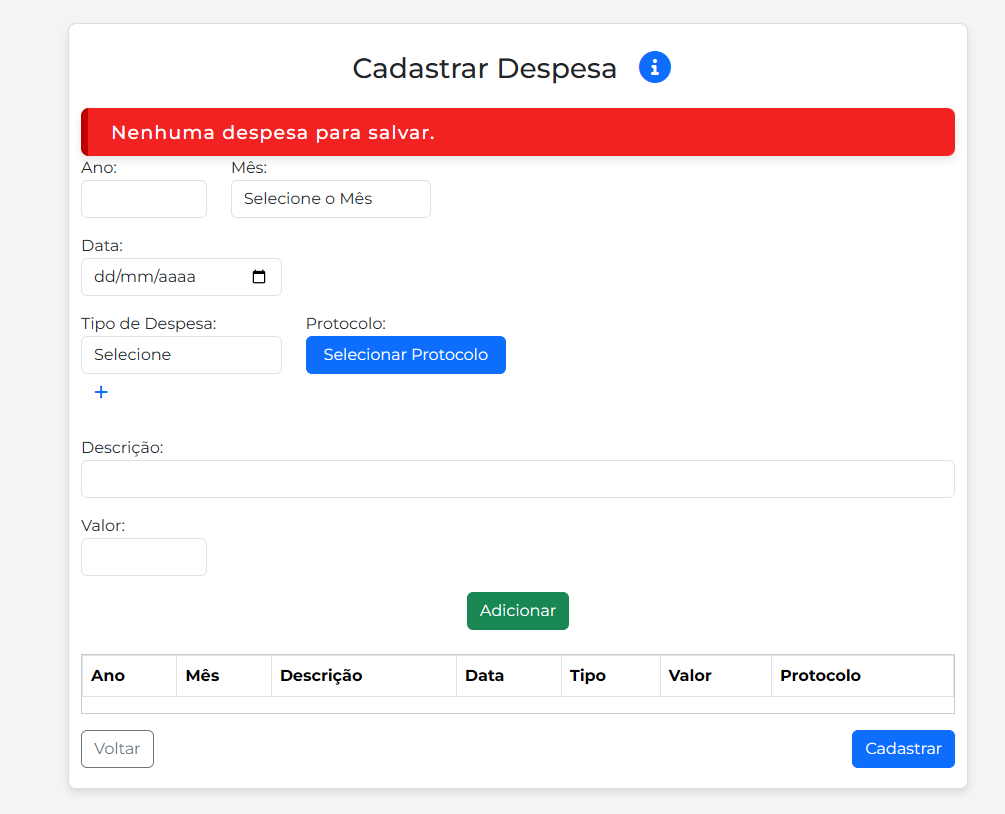 Cadastrar Despesa
Nenhuma despesa para salvar.
Ano: Mês:
Selecione o Mês
Data:
dd/mm/aaaa
Tipo de Despesa: Protocolo:
Selecione Selecionar Protocolo
+
Descrição:
Valor:
Adicionar
Ano Mês Descrição Data Tipo Valor Protocolo
Voltar Cadastrar